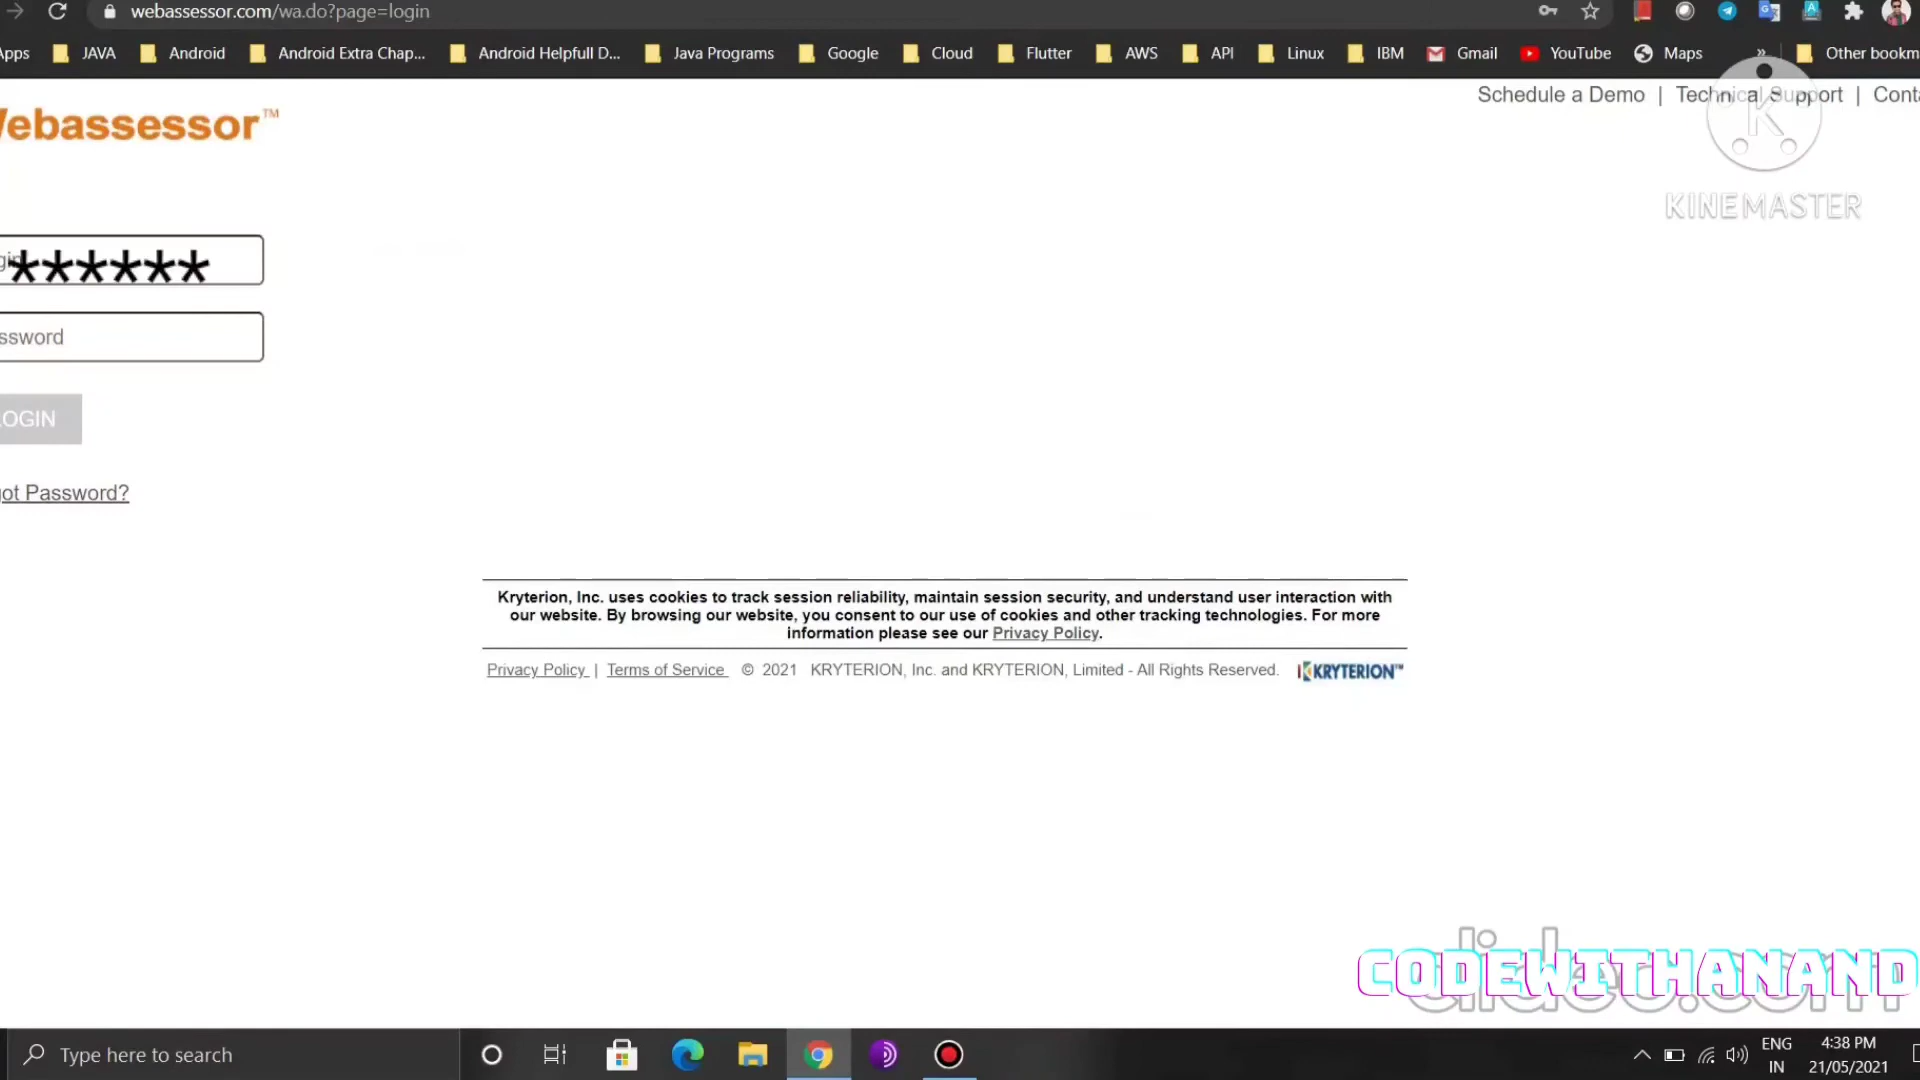 webassessor.com/wa.do?page=login
Apps JAVA Android Android Extra Chap... Android Helpfull D... Java Programs Google Cloud Flutter AWS API Linux IBM Gmail YouTube Maps » Other bookm
Schedule a Demo | Technical Support | Conta
Webassessor™
K
KINEMASTER
******
ssword
LOGIN
got Password?
Kryterion, Inc. uses cookies to track session reliability, maintain session security, and understand user interaction with
our website. By browsing our website, you consent to our use of cookies and other tracking technologies. For more
information please see our Privacy Policy.
Privacy Policy | Terms of Service © 2021 KRYTERION, Inc. and KRYTERION, Limited - All Rights Reserved. KRYTERION™
CODEWITHANAND
Type here to search
ENG
IN
4:38 PM
21/05/2021